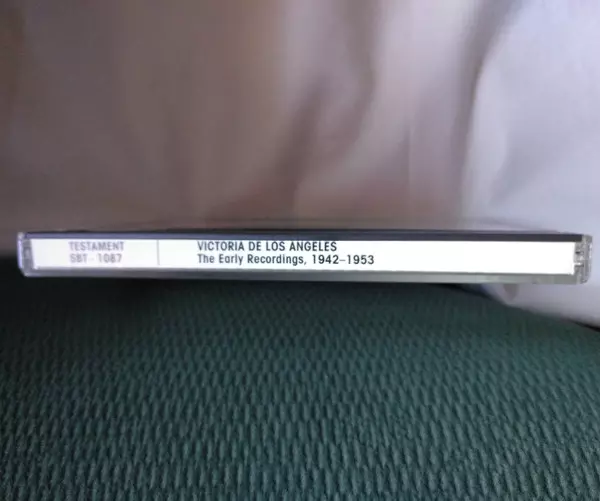 TESTAMENT
SBT - 1087
VICTORIA DE LOS ANGELES
The Early Recordings, 1942-1953